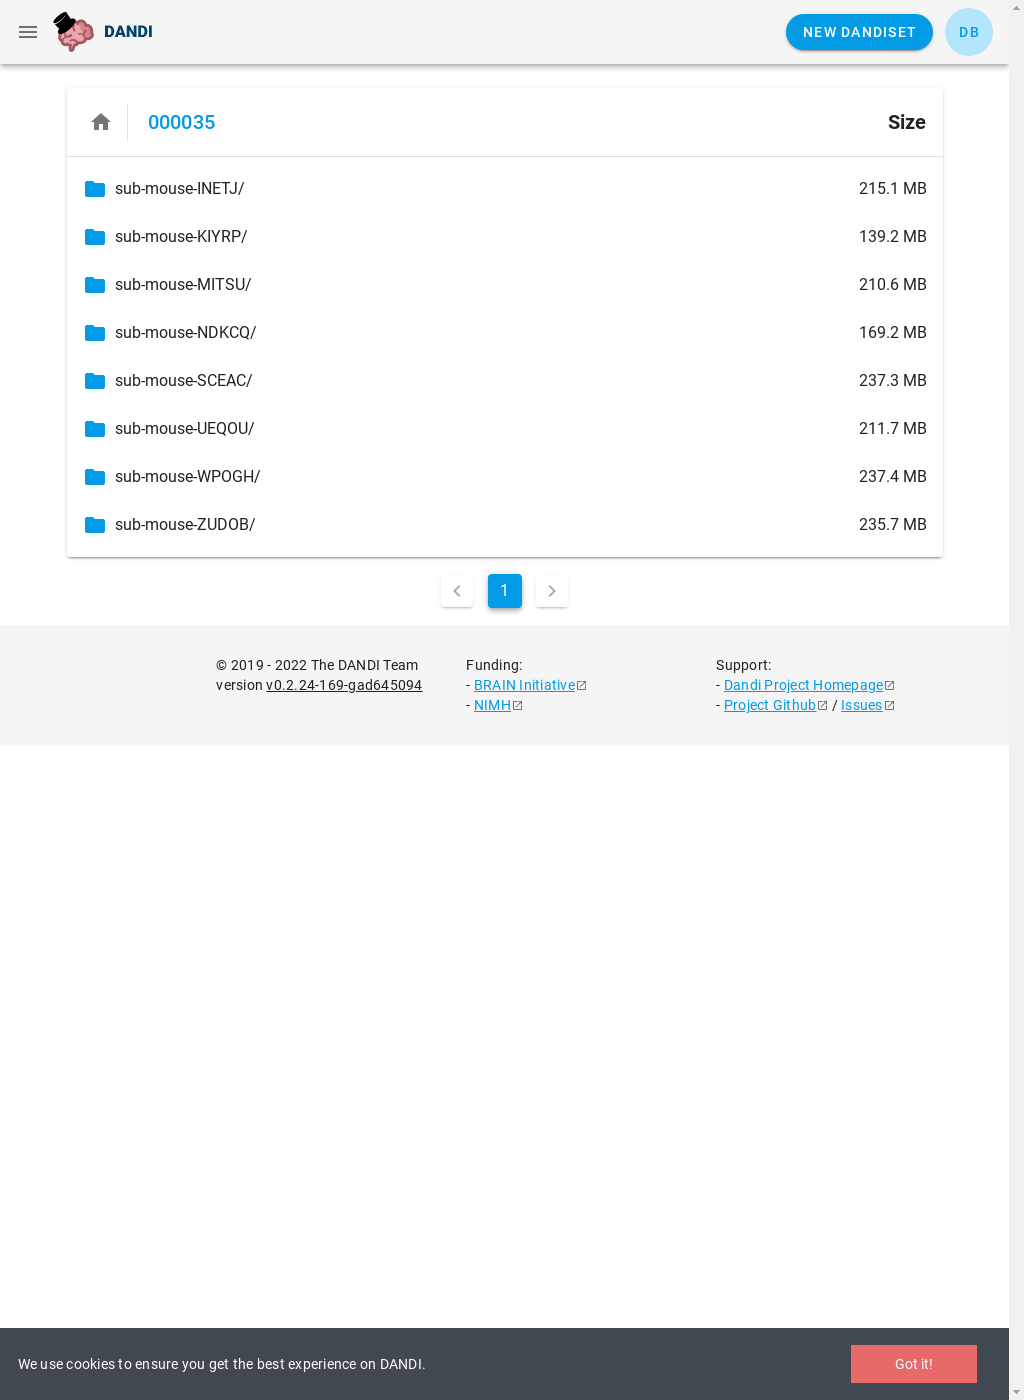 DANDI
NEW DANDISET
DB
000035
Size
sub-mouse-INETJ/ 215.1 MB
sub-mouse-KIYRP/ 139.2 MB
sub-mouse-MITSU/ 210.6 MB
sub-mouse-NDKCQ/ 169.2 MB
sub-mouse-SCEAC/ 237.3 MB
sub-mouse-UEQOU/ 211.7 MB
sub-mouse-WPOGH/ 237.4 MB
sub-mouse-ZUDOB/ 235.7 MB
1
© 2019 - 2022 The DANDI Team
version v0.2.24-169-gad645094
Funding:
- BRAIN Initiative
- NIMH
Support:
- Dandi Project Homepage
- Project Github / Issues
We use cookies to ensure you get the best experience on DANDI.
Got it!